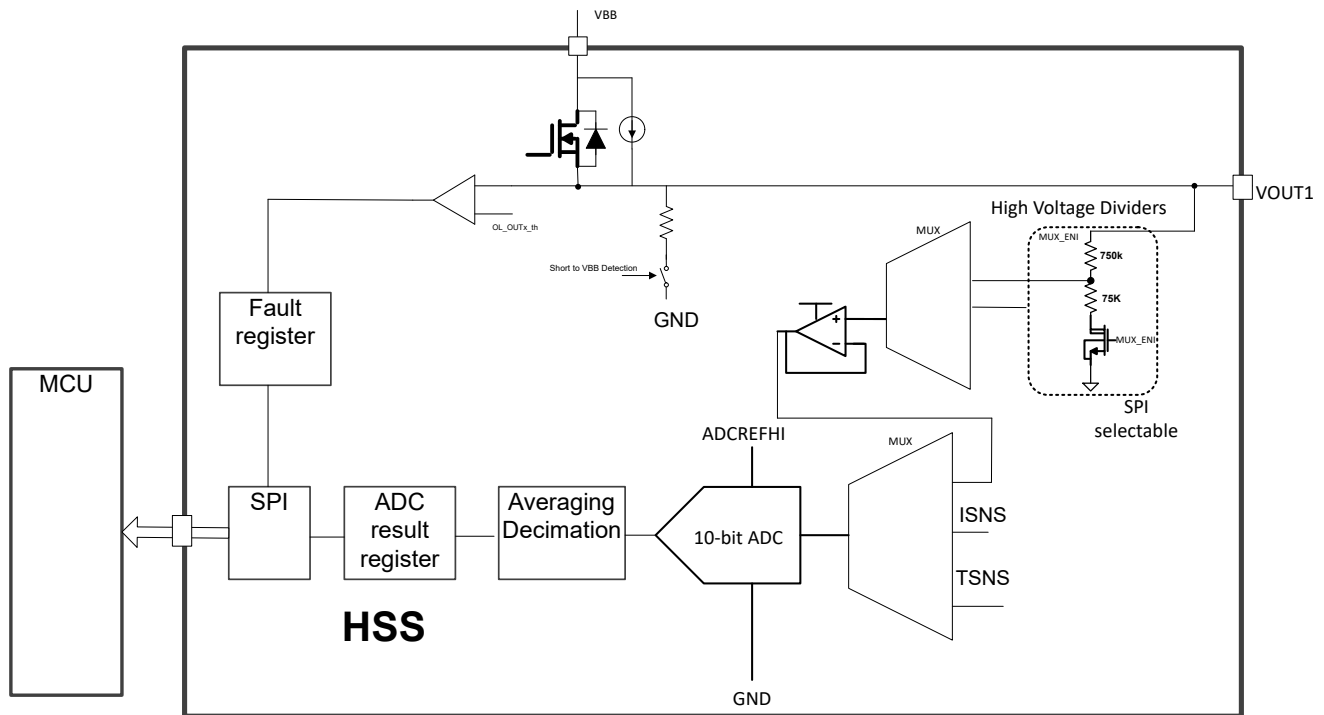 VBB
VOUT1
High Voltage Dividers
OL_OUTx_th
MUX
MUX_ENI
750k
Short to VBB Detection
75K
GND
Fault
register
MUX_ENI
MCU
SPI
selectable
ADCREFHI
MUX
SPI
ADC
result
register
Averaging
Decimation
10-bit ADC
ISNS
TSNS
HSS
GND